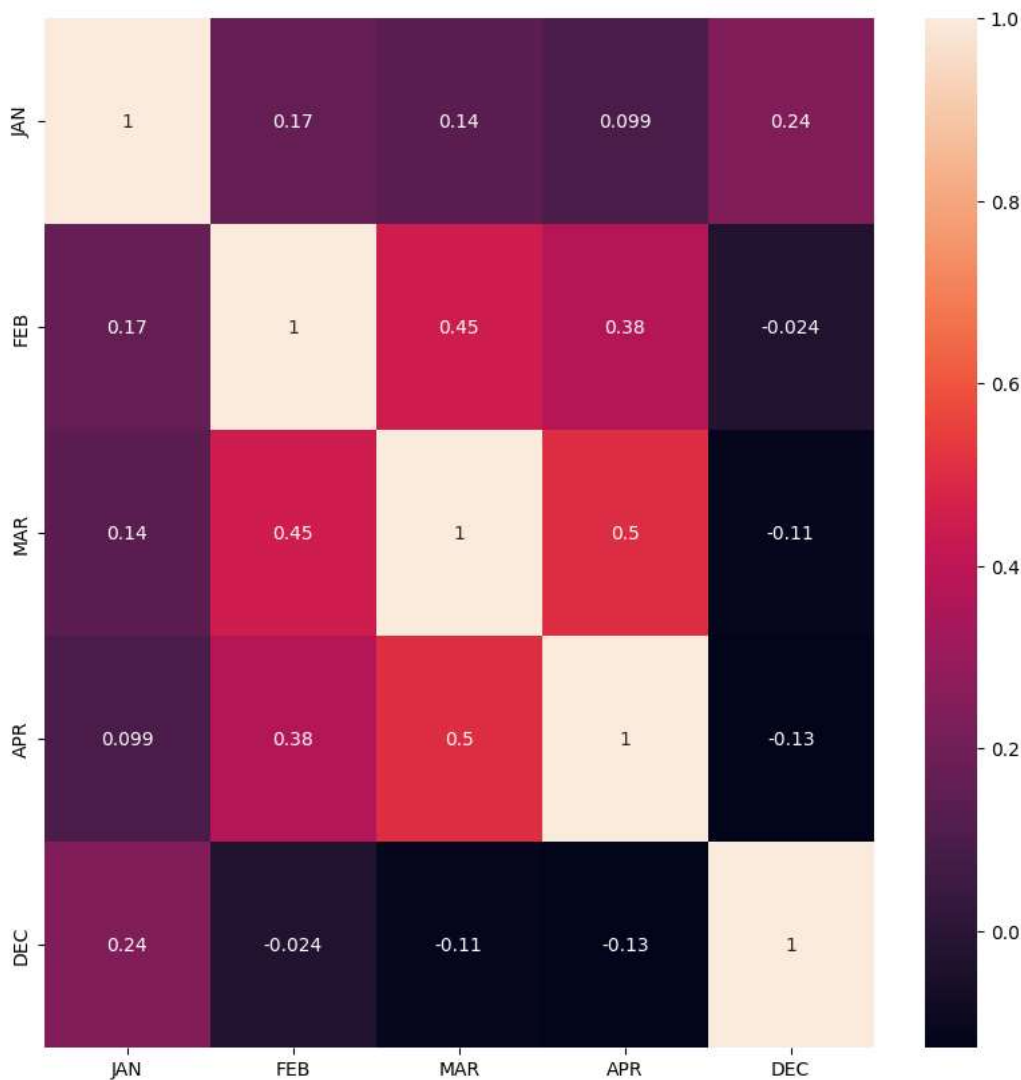 JAN 1 0.17 0.14 0.099 0.24
FEB 0.17 1 0.45 0.38 -0.024
MAR 0.14 0.45 1 0.5 -0.11
APR 0.099 0.38 0.5 1 -0.13
DEC 0.24 -0.024 -0.11 -0.13 1
JAN FEB MAR APR DEC
1.0
0.8
0.6
0.4
0.2
0.0